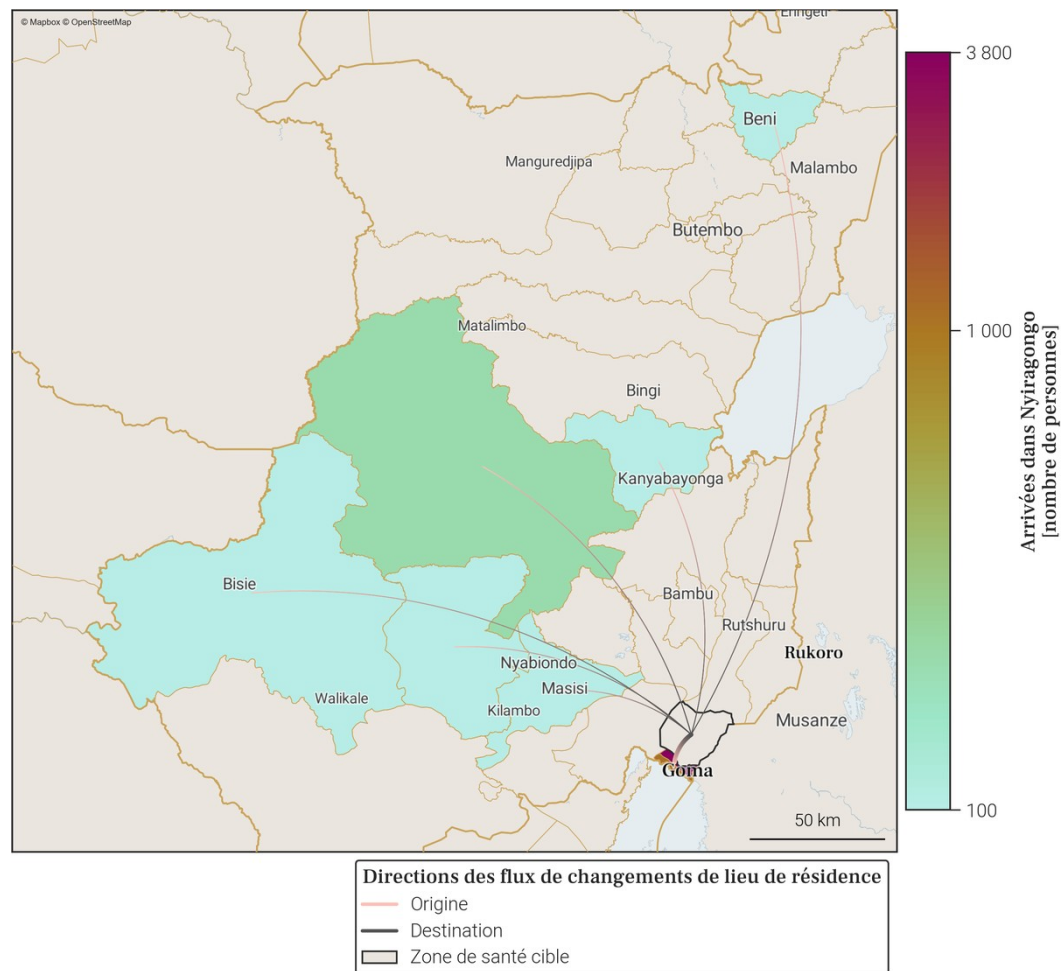 © Mapbox © OpenStreetMap
Eringeti
3 800
Beni
Manguredjipa
Malambo
Butembo
Matalimbo
1 000
Bingi
Kanyabayonga
Arrivées dans Nyiragongo
[nombre de personnes]
Bisie
Bambu
Rutshuru
Nyabiondo
Rukoro
Masisi
Walikale
Kilambo
Musanze
Goma
50 km
100
Directions des flux de changements de lieu de résidence
Origine
Destination
Zone de santé cible